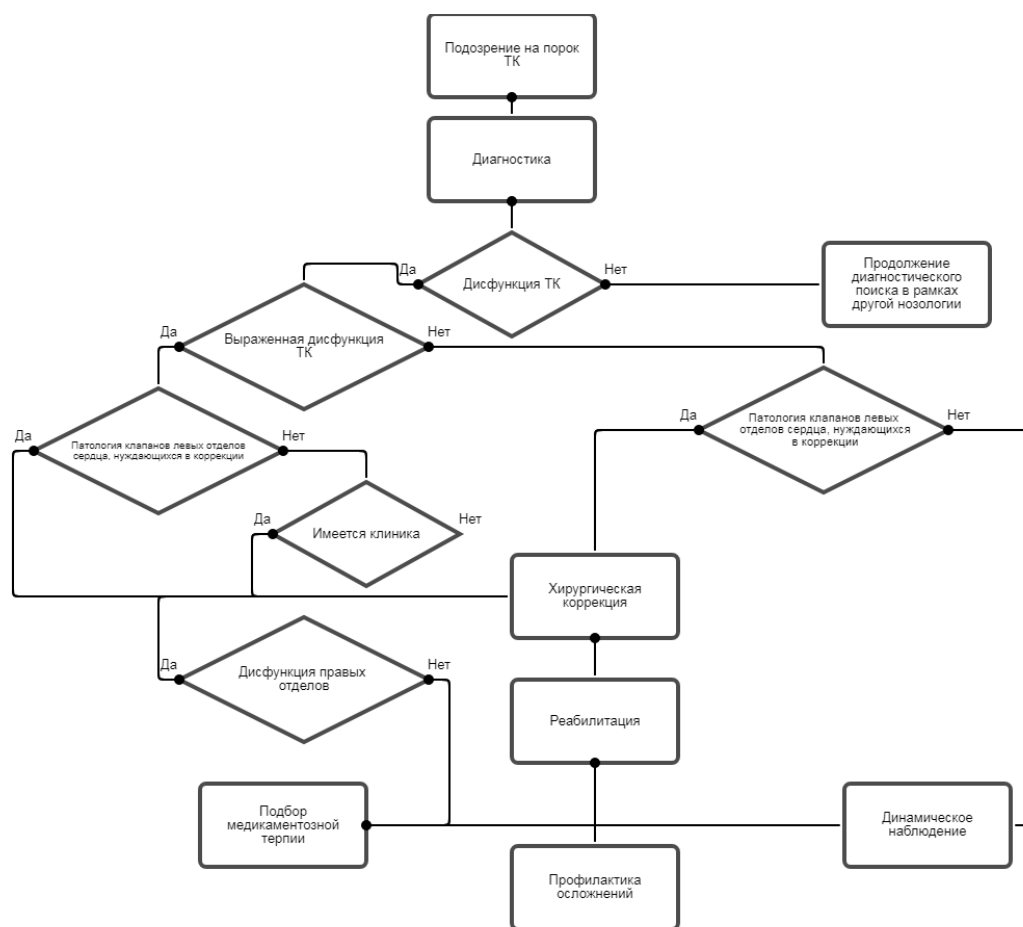 Подозрение на порок
ТК
Диагностика
Да
Дисфункция ТК
Нет
Продолжение
диагностического
поиска в рамках
другой нозологии
Да
Выраженная дисфункция
ТК
Нет
Да
Патология клапанов левых отделов
сердца, нуждающихся в коррекции
Нет
Да
Патология клапанов левых
отделов сердца, нуждающихся
в коррекции
Нет
Да
Имеется клиника
Нет
Хирургическая
коррекция
Да
Дисфункция правых
отделов
Нет
Реабилитация
Подбор
медикаментозной
терпии
Динамическое
наблюдение
Профилактика
осложнений